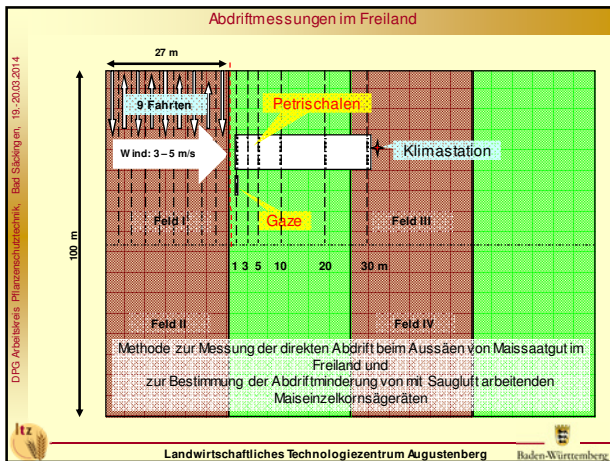 Abdriftmessungen im Freiland
27 m
9 Fahrten
Petrischalen
Wind: 3 – 5 m/s
Klimastation
Gaze
Feld I
Feld III
100 m
1 3 5 10 20 30 m
Feld II
Feld IV
Methode zur Messung der direkten Abdrift beim Aussäen von Maissaatgut im
Freiland und
zur Bestimmung der Abdriftminderung von mit Saugluft arbeitenden
Maiseinzelkornsägeräten
DPG Arbeitskreis Pflanzenschutztechnik, Bad Säckingen, 19.-20.03.2014
ltz
Landwirtschaftliches Technologiezentrum Augustenberg
Baden-Württemberg